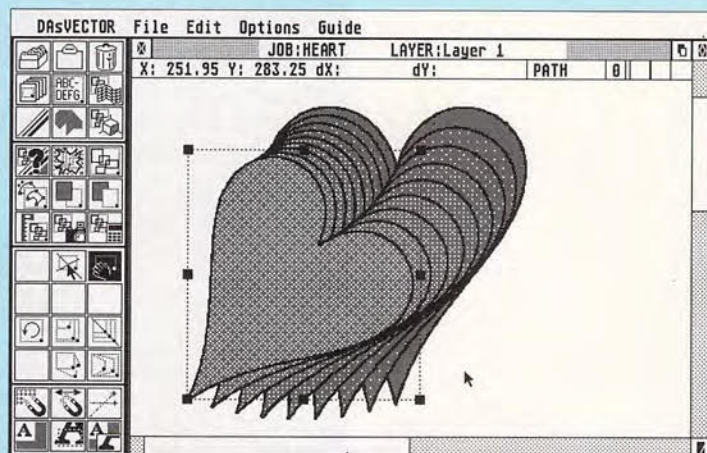 DAsVECTOR File Edit Options Guide
JOB:HEART LAYER:Layer 1
X: 251.95 Y: 283.25 dX: dY: PATH 0
ABC-
DEFG.
?
A
A